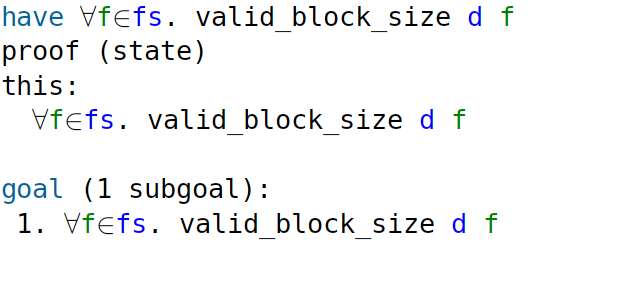 have ∀f∈fs. valid_block_size d f
proof (state)
this:
  ∀f∈fs. valid_block_size d f
goal (1 subgoal):
 1. ∀f∈fs. valid_block_size d f